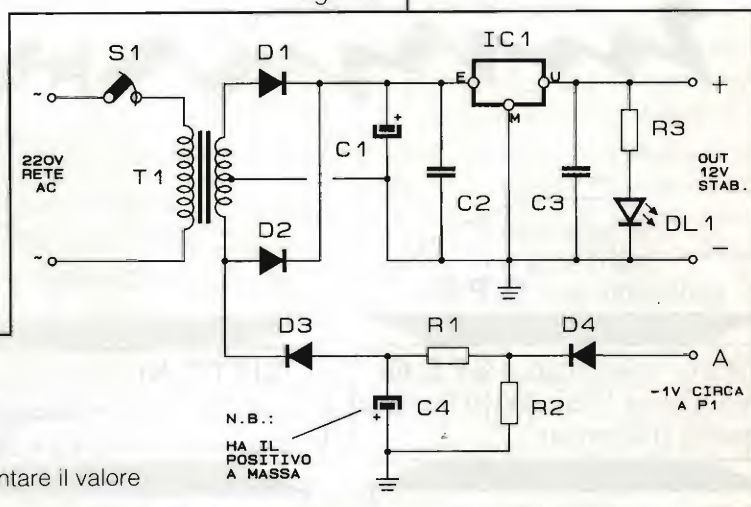 S1
D1
IC1
~
E
U
+
M
+
R3
220V
RETE
AC
T1
C1
C2
C3
OUT
12V
STAB.
DL1
D2
~
−
D3
R1
D4
A
-1V CIRCA
A P1
C4
R2
+
N.B.:
HA IL
POSITIVO
A MASSA
ntare il valore